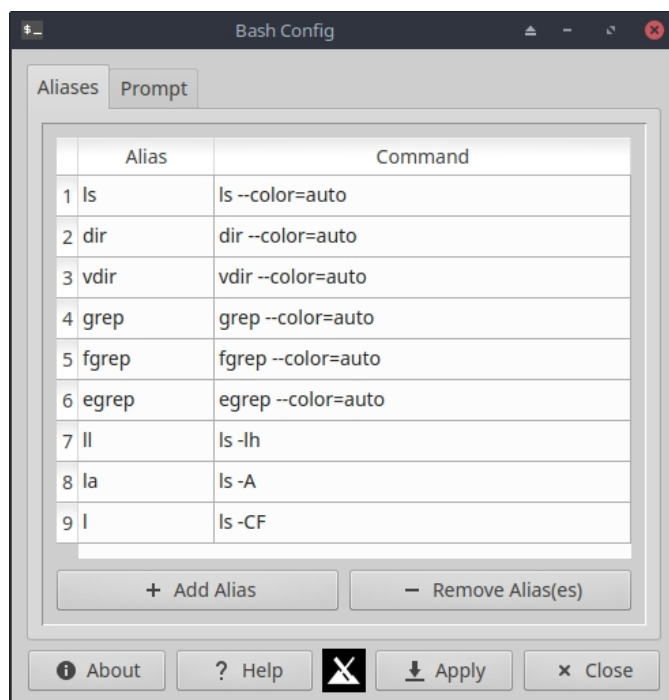 $_ Bash Config
Aliases Prompt
Alias Command
1 ls ls --color=auto
2 dir dir --color=auto
3 vdir vdir --color=auto
4 grep grep --color=auto
5 fgrep fgrep --color=auto
6 egrep egrep --color=auto
7 ll ls -lh
8 la ls -A
9 l ls -CF
+ Add Alias − Remove Alias(es)
About ? Help Apply × Close